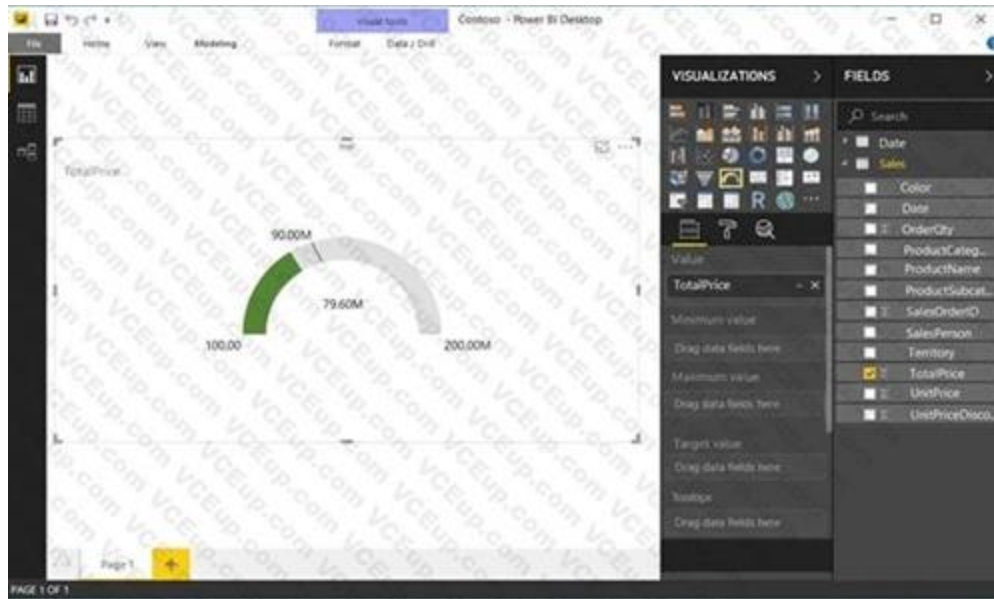 Visual tools
Contoso - Power BI Desktop
File
Home
View
Modeling
Format
Data / Drill
VISUALIZATIONS
FIELDS
Search
Date
Sales
Color
Date
OrderQty
ProductCateg...
ProductName
ProductSubcat...
SalesOrderID
SalesPerson
Territory
TotalPrice
UnitPrice
UnitPriceDisco...
Value
TotalPrice
Minimum value
Drag data fields here
Maximum value
Drag data fields here
Target value
Drag data fields here
Tooltips
Drag data fields here
TotalPrice
90.00M
79.60M
100.00
200.00M
R
Page 1
PAGE 1 OF 1
VCEup.com